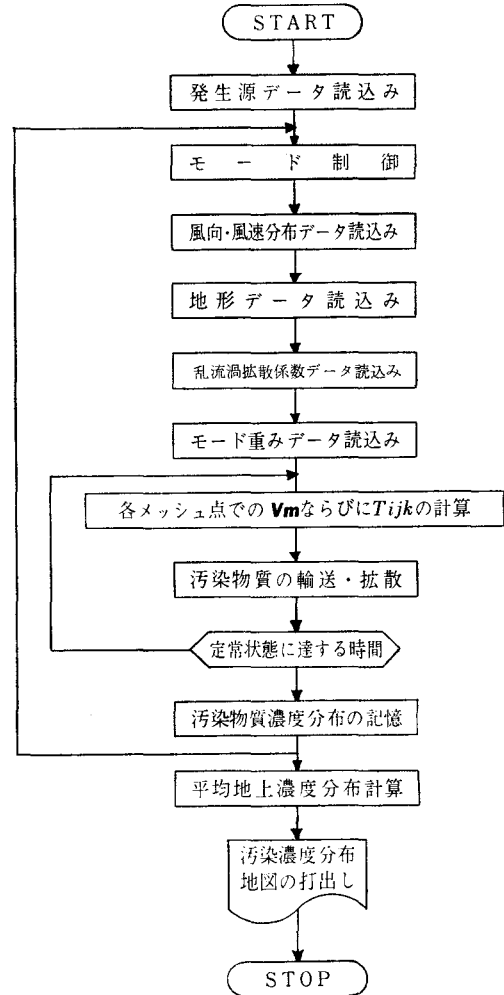 START
発生源データ読込み
モード制御
風向・風速分布データ読込み
地形データ読込み
乱流渦拡散係数データ読込み
モード重みデータ読込み
各メッシュ点での VmならびにTijkの計算
汚染物質の輸送・拡散
定常状態に達する時間
汚染物質濃度分布の記憶
平均地上濃度分布計算
汚染濃度分布
地図の打出し
STOP